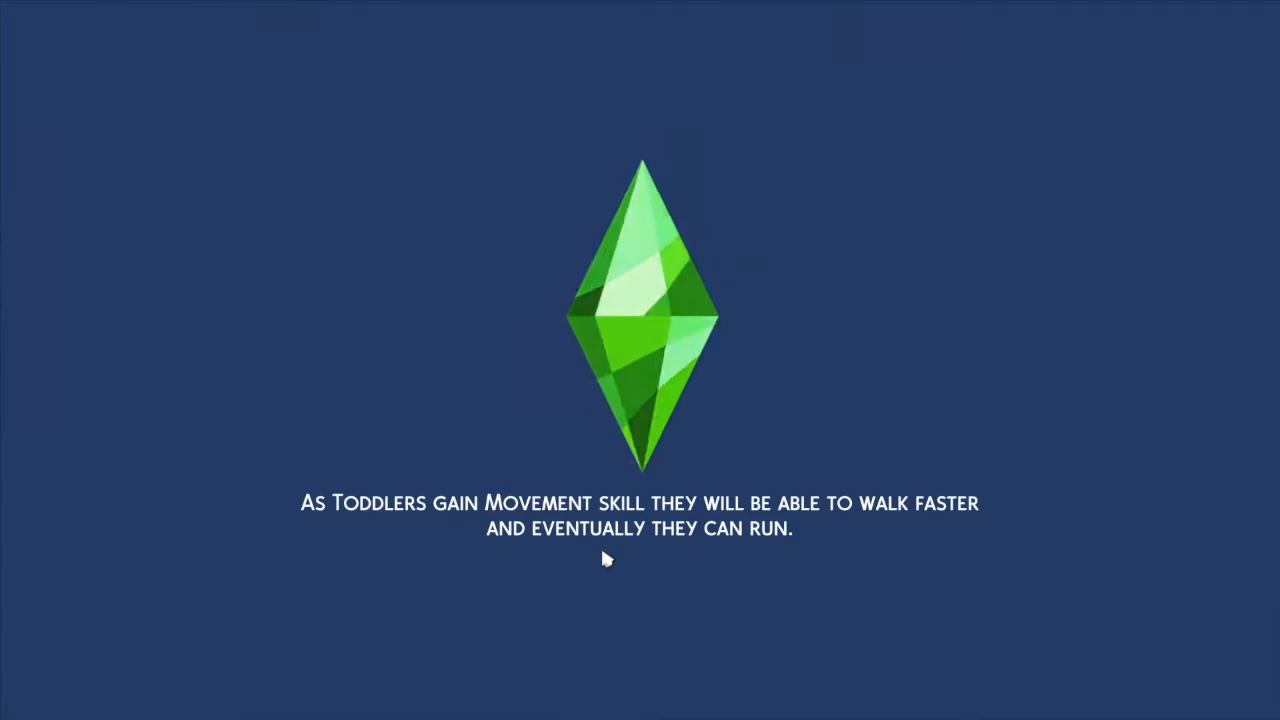 As Toddlers gain Movement skill they will be able to walk faster
and eventually they can run.